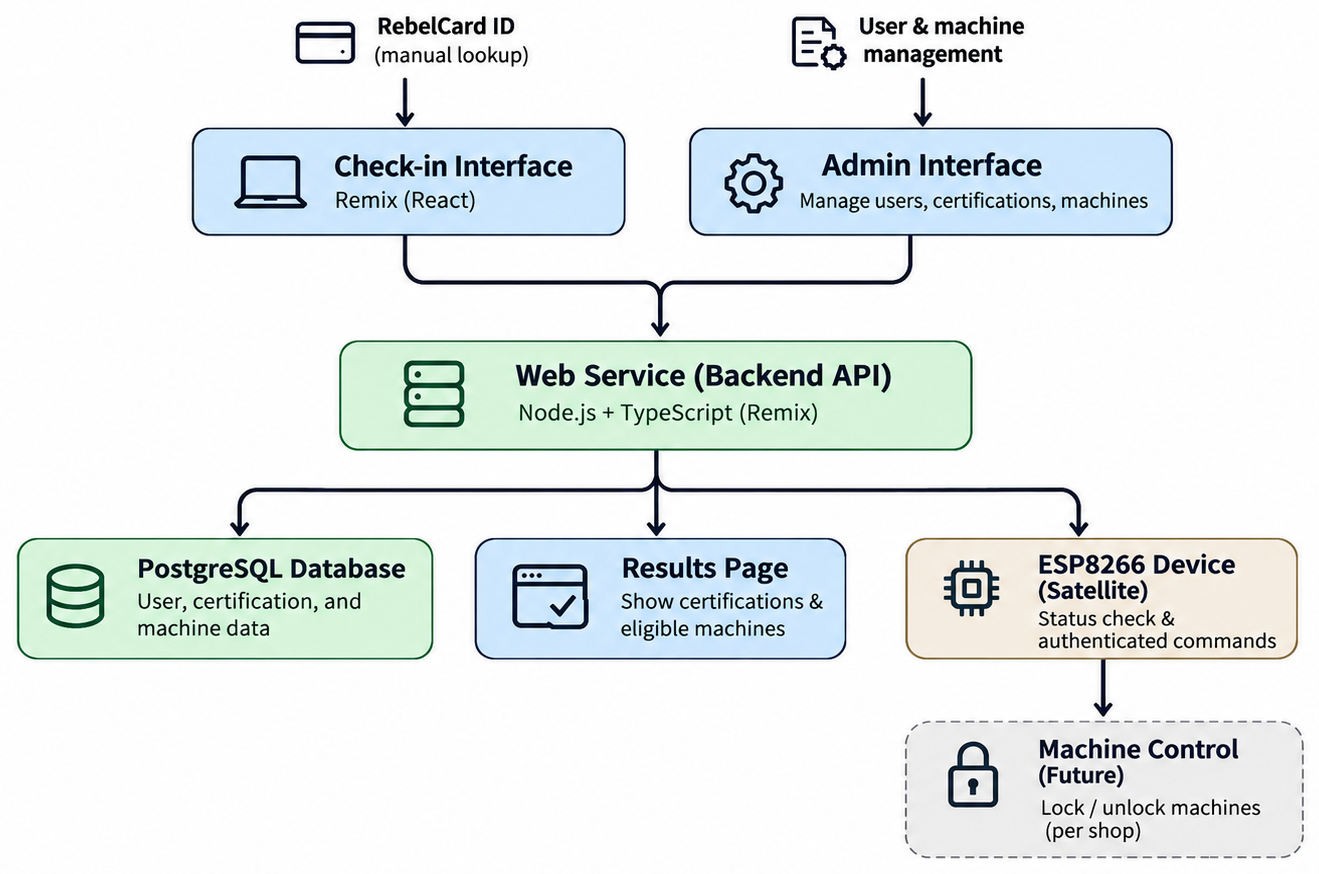 RebelCard ID
(manual lookup)
User & machine
management
Check-in Interface
Remix (React)
Admin Interface
Manage users, certifications, machines
Web Service (Backend API)
Node.js + TypeScript (Remix)
PostgreSQL Database
User, certification, and
machine data
Results Page
Show certifications &
eligible machines
ESP8266 Device
(Satellite)
Status check &
authenticated commands
Machine Control
(Future)
Lock / unlock machines
(per shop)